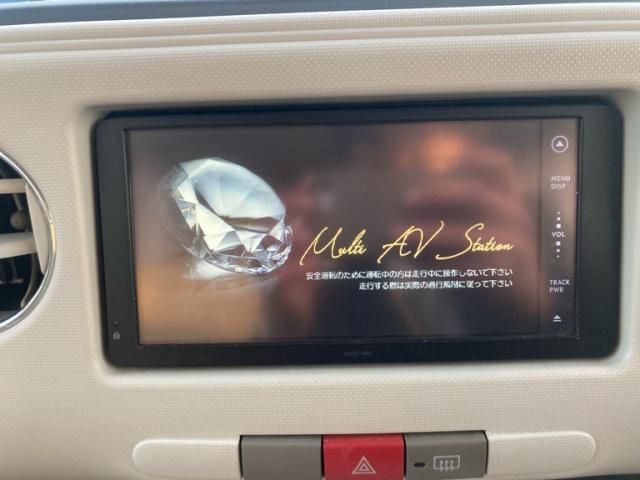 Multi AV Station
安全運転のために運転中の方は走行中に操作しないで下さい
走行する際は実際の通行規則に従って下さい
MENU
DISP
VOL
TRACK
PWR